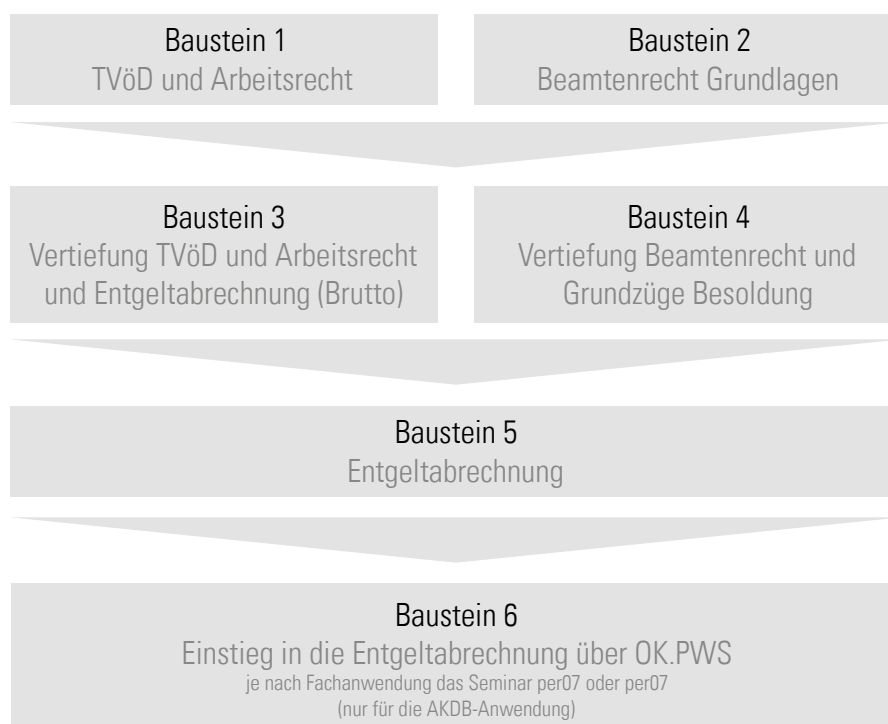 Baustein 1
TVöD und Arbeitsrecht
Baustein 2
Beamtenrecht Grundlagen
Baustein 3
Vertiefung TVöD und Arbeitsrecht
und Entgeltabrechnung (Brutto)
Baustein 4
Vertiefung Beamtenrecht und
Grundzüge Besoldung
Baustein 5
Entgeltabrechnung
Baustein 6
Einstieg in die Entgeltabrechnung über OK.PWS
je nach Fachanwendung das Seminar per07 oder per07
(nur für die AKDB-Anwendung)